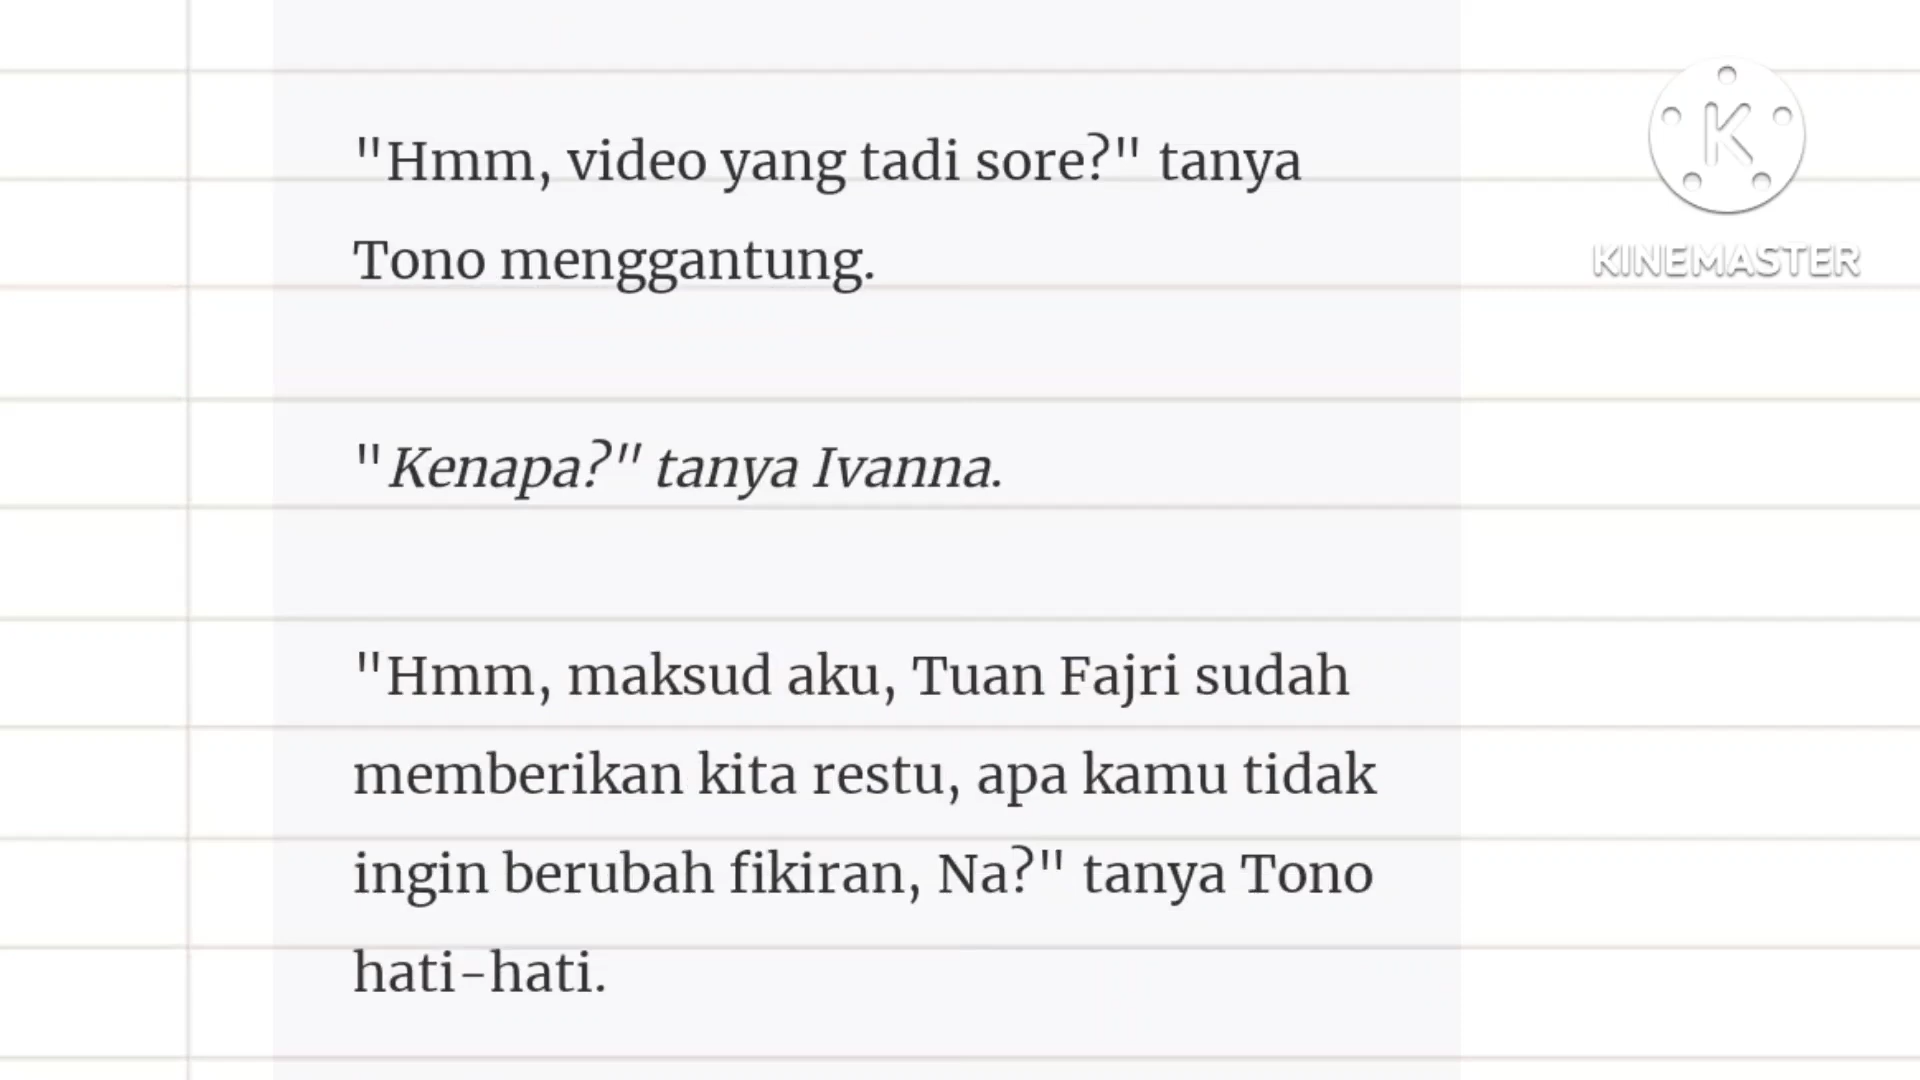 "Hmm, video yang tadi sore?" tanya
Tono menggantung.
"Kenapa?" tanya Ivanna.
"Hmm, maksud aku, Tuan Fajri sudah
memberikan kita restu, apa kamu tidak
ingin berubah fikiran, Na?" tanya Tono
hati-hati.
K
KINEMASTER